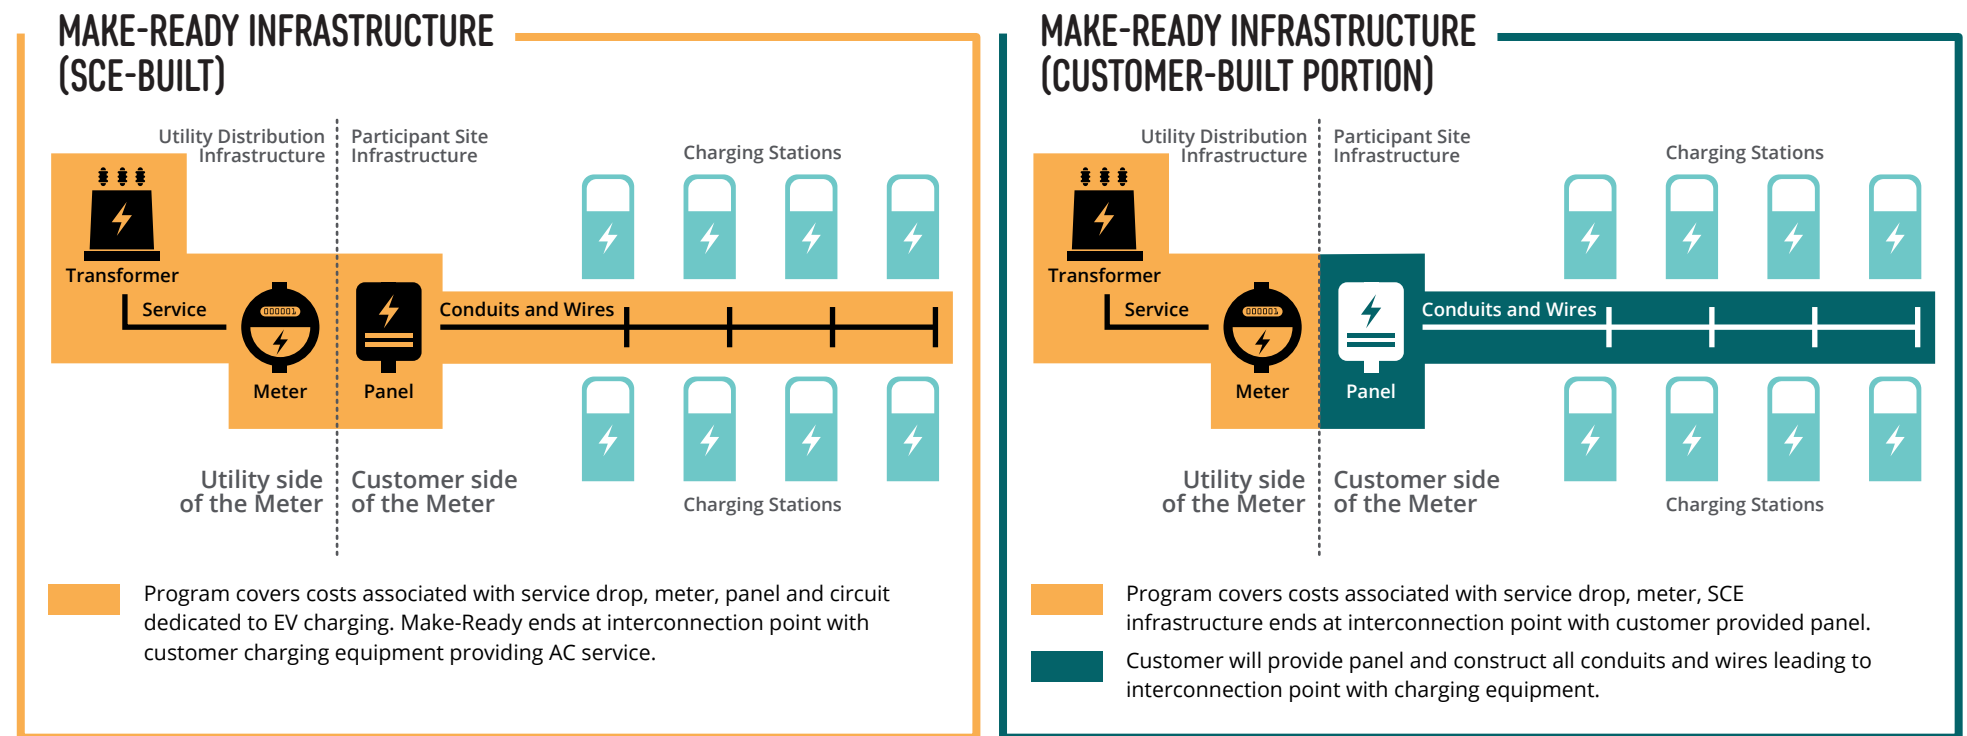 MAKE-READY INFRASTRUCTURE
(SCE-BUILT)
Utility Distribution
Infrastructure
Participant Site
Infrastructure
Charging Stations
Transformer
Service
000001
Meter
Panel
Conduits and Wires
Utility side
of the Meter
Customer side
of the Meter
Charging Stations
Program covers costs associated with service drop, meter, panel and circuit
dedicated to EV charging. Make-Ready ends at interconnection point with
customer charging equipment providing AC service.
MAKE-READY INFRASTRUCTURE
(CUSTOMER-BUILT PORTION)
Utility Distribution
Infrastructure
Participant Site
Infrastructure
Charging Stations
Transformer
Service
000001
Meter
Panel
Conduits and Wires
Utility side
of the Meter
Customer side
of the Meter
Charging Stations
Program covers costs associated with service drop, meter, SCE
infrastructure ends at interconnection point with customer provided panel.
Customer will provide panel and construct all conduits and wires leading to
interconnection point with charging equipment.